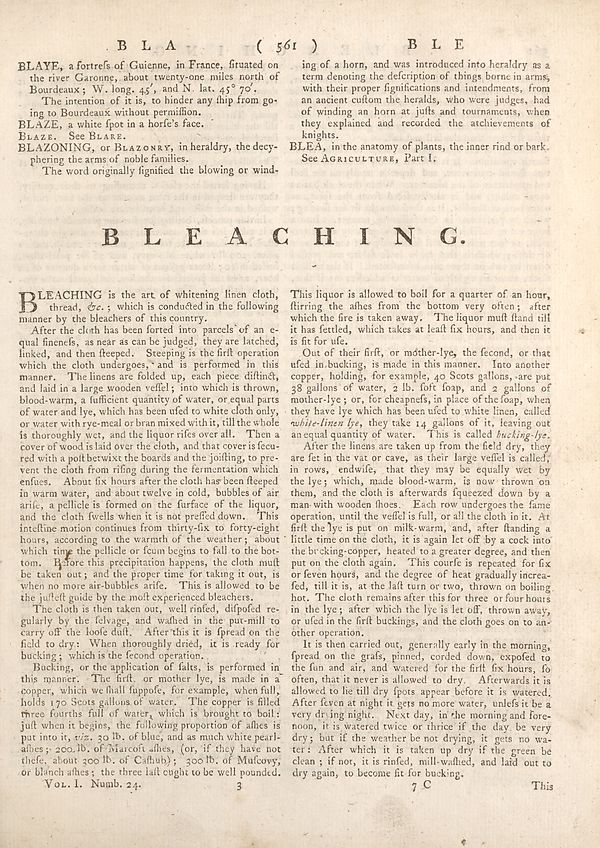 BLA ( 561 ) BLE
BLAYE, a fortreſs of Guienne, in France, ſituated on
the river Garonne, about twenty-one miles north of
Bourdeaux; W. long. 45', and N. lat. 45° 70'.
The intention of it is, to hinder any ſhip from go-
ing to Bourdeaux without permiſſion.
BLAZE, a white ſpot in a horſe's face.
BLAZE. See BLARE.
BLAZONING, or BLAZONRY, in heraldry, the decy-
phering the arms of noble families.
The word originally ſignified the blowing or wind-
ing of a horn, and was introduced into heraldry as a
term denoting the deſcription of things borne in arms,
with their proper ſignifications and intendments, from
an ancient cuſtom the heralds, who were judges, had
of winding an horn at juſts and tournaments, when
they explained and recorded the atchievements of
knights.
BLEA, in the anatomy of plants, the inner rind or bark.
See AGRICULTURE, Part I.
BLEACHING.
BLEACHING is the art of whitening linen cloth,
thread, &c.; which is conducted in the following
manner by the bleachers of this country.
After the cloth has been ſorted into parcels of an e-
qual fineneſs, as near as can be judged, they are latched,
linked, and then ſteeped. Steeping is the firſt operation
which the cloth undergoes, and is performed in this
manner. The linens are folded up, each piece diſtinct,
and laid in a large wooden veſſel; into which is thrown,
blood-warm, a ſufficient quantity of water, or equal parts
of water and lye, which has been uſed to white cloth only,
or water with rye-meal or bran mixed with it, till the whole
is thoroughly wet, and the liquor riſes over all. Then a
cover of wood is laid over the cloth, and that cover is ſecu-
red with a poſt betwixt the boards and the joiſting, to pre-
vent the cloth from riſing during the fermentation which
enſues. About ſix hours after the cloth has been ſteeped
in warm water, and about twelve in cold, bubbles of air
ariſe, a pellicle is formed on the ſurface of the liquor,
and the cloth ſwells when it is not preſſed down. This
inteſtine motion continues from thirty-ſix to forty-eight
hours, according to the warmth of the weather; about
which time the pellicle or ſcum begins to fall to the bot-
tom. Before this precipitation happens, the cloth muſt
be taken out; and the proper time for taking it out, is
when no more air-bubbles ariſe. This is allowed to be
the juſteſt guide by the moſt experienced bleachers.
The cloth is then taken out, well rinſed, diſpoſed re-
gularly by the ſelvage, and waſhed in the put-mill to
carry off the looſe duſt. After this it is ſpread on the
field to dry: When thoroughly dried, it is ready for
bucking; which is the ſecond operation.
Bucking, or the application of ſalts, is performed in
this manner. The firſt, or mother lye, is made in a
copper, which we ſhall ſuppoſe, for example, when full,
holds 170 Scots gallons of water. The copper is filled
three fourths full of water, which is brought to boil:
juſt when it begins, the following proportion of aſhes is
put into it, viz. 30 lb. of blue, and as much white pearl-
aſhes; 200 lb. of Marcoft aſhes, (or, if they have not
theſe, about 300 lb. of Caſhub); 300 lb. of Muſcovy,
or blanch aſhes; the three laſt ought to be well pounded.
This liquor is allowed to boil for a quarter of an hour,
ſtirring the aſhes from the bottom very often; after
which the fire is taken away. The liquor muſt ſtand till
it has ſettled, which takes at leaſt ſix hours, and then it
is fit for uſe.
Out of their firſt, or mother-lye, the ſecond, or that
uſed in bucking, is made in this manner. Into another
copper, holding, for example, 40 Scots gallons, are put
38 gallons of water, 2 lb. ſoft ſoap, and 2 gallons of
mother-lye; or, for cheapneſs, in place of the ſoap, when
they have lye which has been uſed to white linen, called
white-linen lye, they take 14 gallons of it, leaving out
an equal quantity of water. This is called bucking-lye.
After the linens are taken up from the field dry, they
are ſet in the vat or cave, as their large veſſel is called,
in rows, endwiſe, that they may be equally wet by
the lye; which, made blood-warm, is now thrown on
them, and the cloth is afterwards ſqueezed down by a
man with wooden ſhoes. Each row undergoes the ſame
operation, until the veſſel is full, or all the cloth in it. At
firſt the lye is put on milk-warm, and, after ſtanding a
little time on the cloth, it is again let off by a cock into
the bucking-copper, heated to a greater degree, and then
put on the cloth again. This courſe is repeated for ſix
or ſeven hours, and the degree of heat gradually increa-
ſed, till it is, at the laſt turn or two, thrown on boiling
hot. The cloth remains after this for three or four hours
in the lye; after which the lye is let off, thrown away,
or uſed in the firſt buckings, and the cloth goes on to an-
other operation.
It is then carried out, generally early in the morning,
ſpread on the graſs, pinned, corded down, expoſed to
the ſun and air, and watered for the firſt ſix hours, ſo
often, that it never is allowed to dry. Afterwards it is
allowed to lie till dry ſpots appear before it is watered.
After ſeven at night it gets no more water, unleſs it be a
very drying night. Next day, in the morning and fore-
noon, it is watered twice or thrice if the day be very
dry; but if the weather be not drying, it gets no wa-
ter: After which it is taken up dry if the green be
clean; if not, it is rinſed, mill-waſhed, and laid out to
dry again, to become fit for bucking.
VOL. I. Numb. 24. 3 7 C This